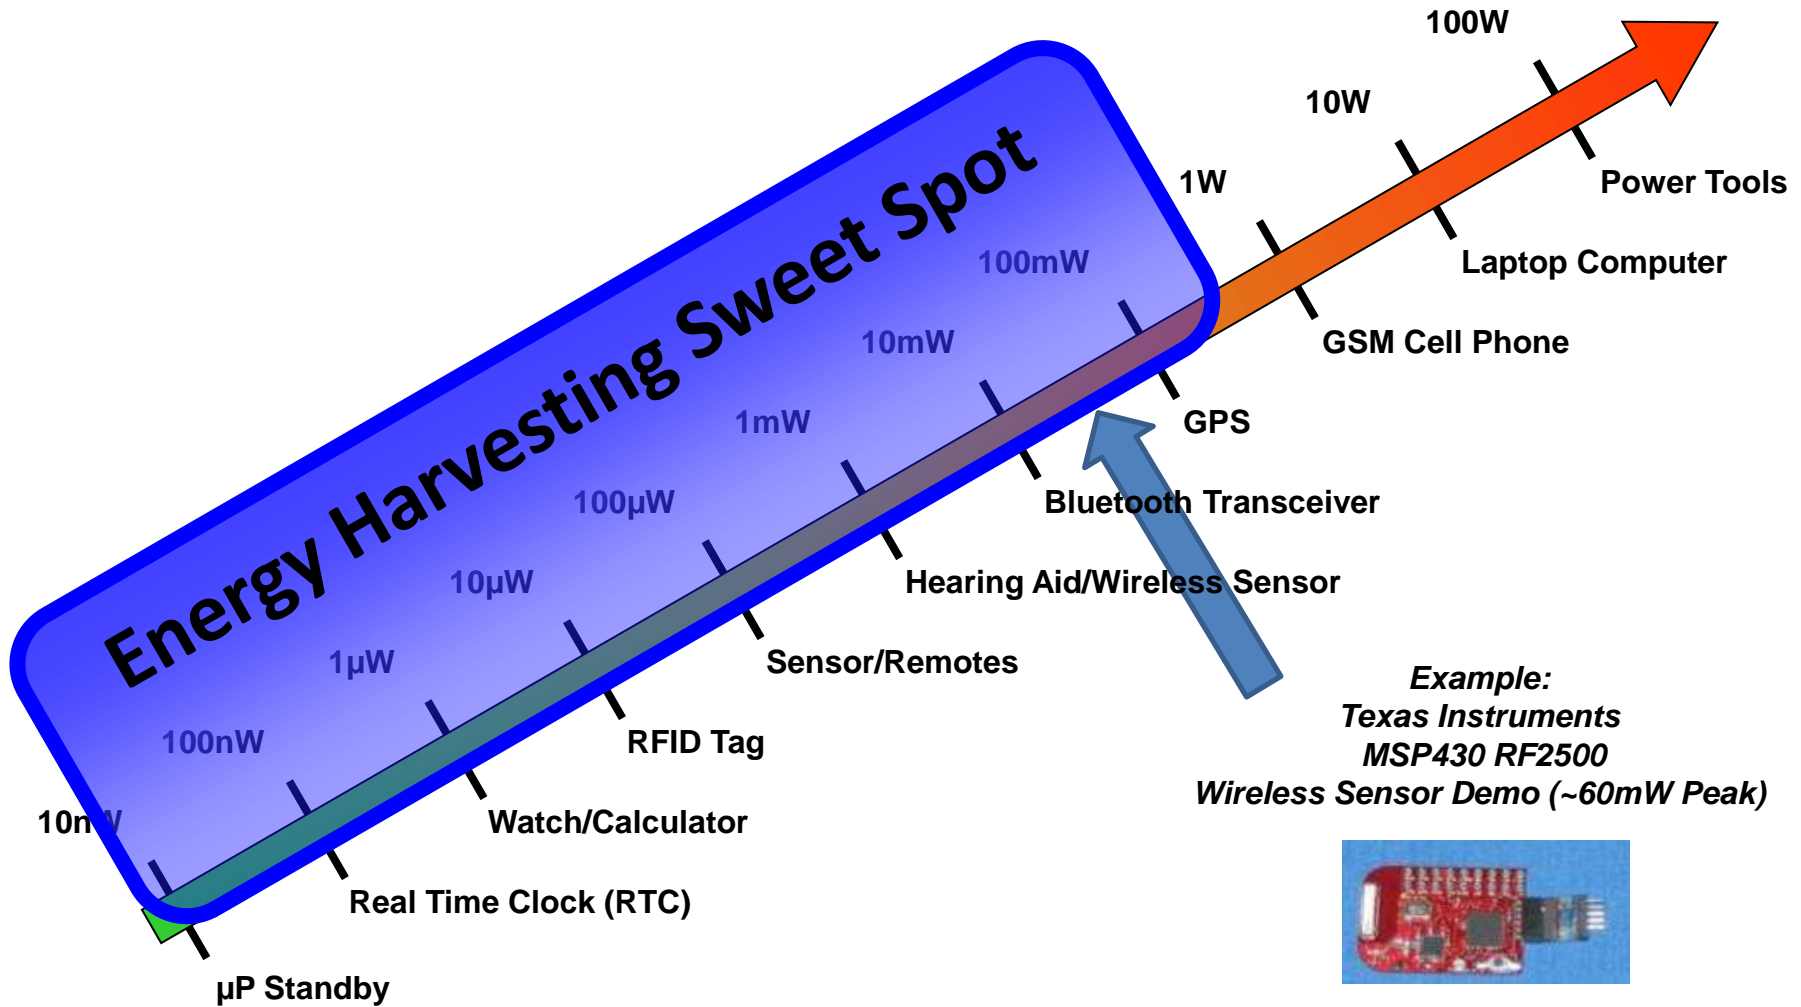 100W
10W
1W
100mW
10mW
1mW
100µW
10µW
1µW
100nW
10nW
Energy Harvesting Sweet Spot
Power Tools
Laptop Computer
GSM Cell Phone
GPS
Bluetooth Transceiver
Hearing Aid/Wireless Sensor
Sensor/Remotes
RFID Tag
Watch/Calculator
Real Time Clock (RTC)
µP Standby
Example:
Texas Instruments
MSP430 RF2500
Wireless Sensor Demo (~60mW Peak)